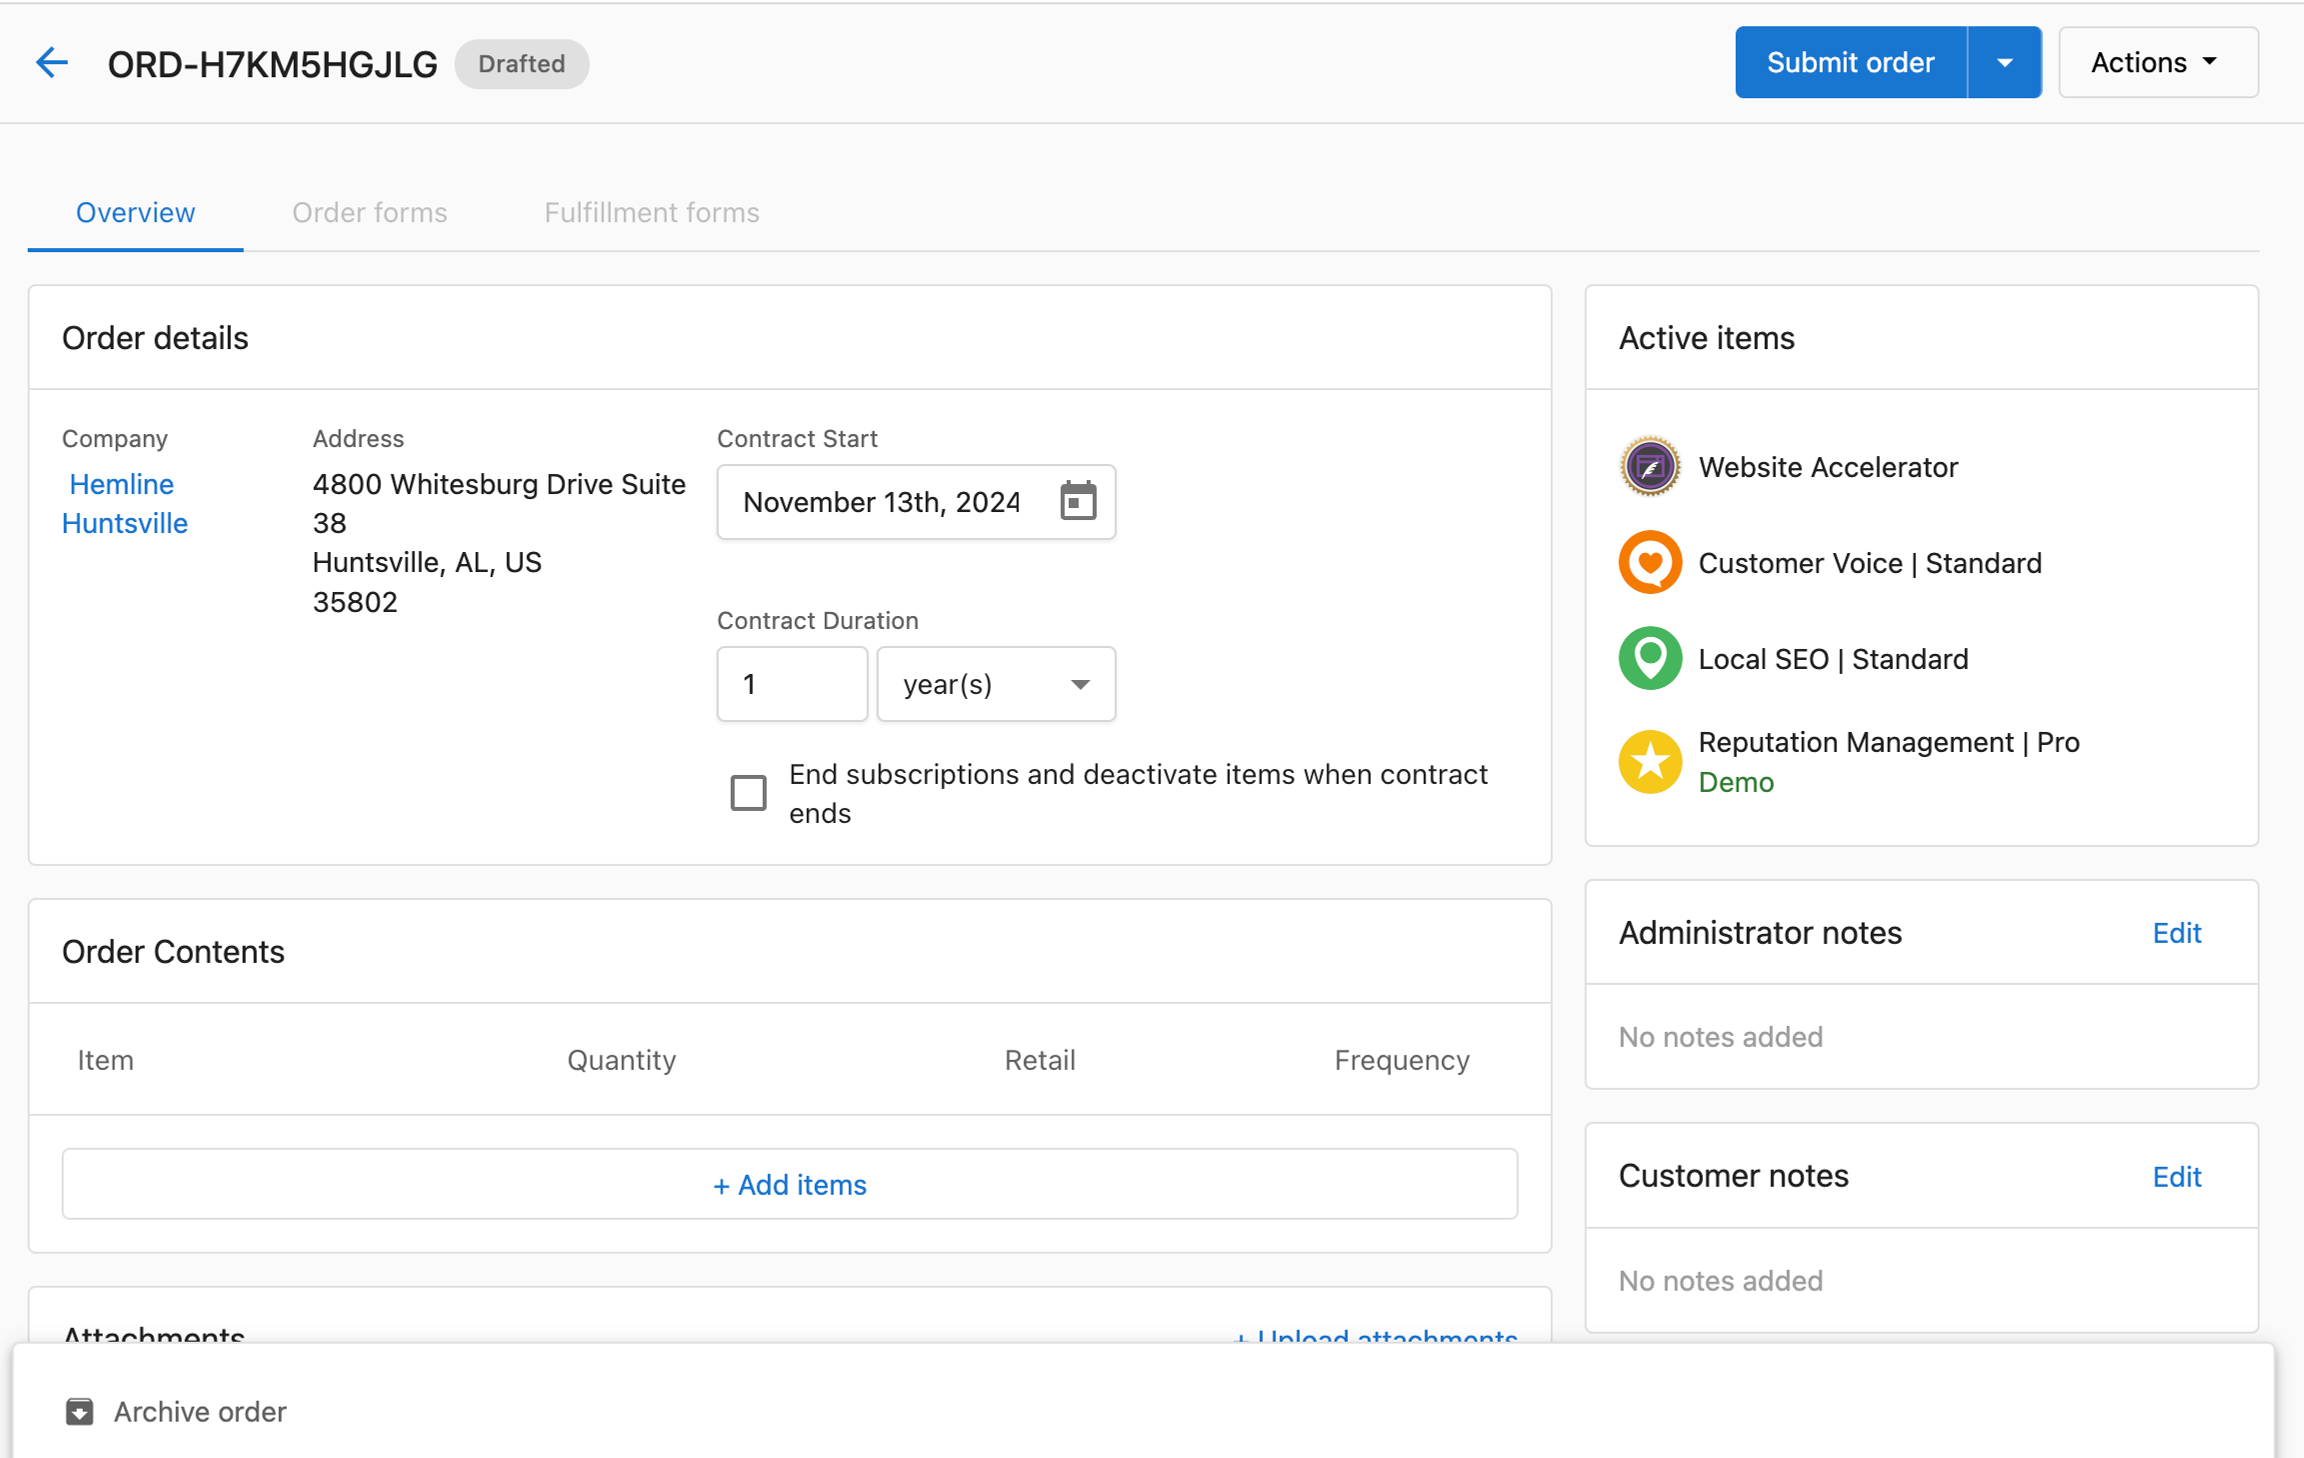 ORD-H7KM5HGJLG
Drafted
Submit order
Actions
Overview
Order forms
Fulfillment forms
Order details
Company
Hemline
Huntsville
Address
4800 Whitesburg Drive Suite
38
Huntsville, AL, US
35802
Contract Start
November 13th, 2024
Contract Duration
1
year(s)
End subscriptions and deactivate items when contract
ends
Order Contents
Item
Quantity
Retail
Frequency
+ Add items
Attachments
+ Upload attachments
Active items
Website Accelerator
Customer Voice | Standard
Local SEO | Standard
Reputation Management | Pro
Demo
Administrator notes
Edit
No notes added
Customer notes
Edit
No notes added
Archive order